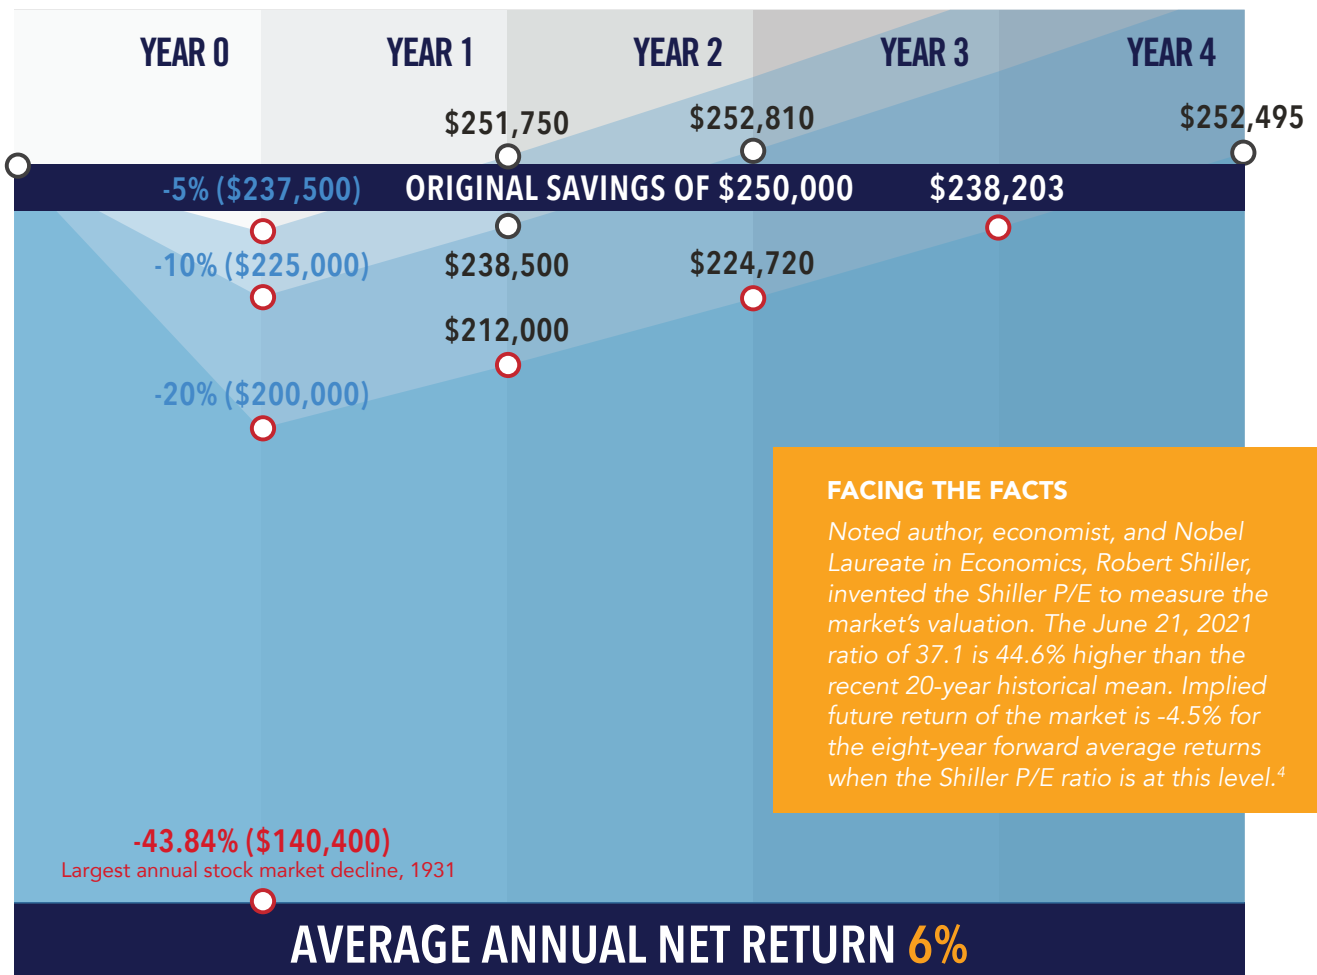 YEAR 0 YEAR 1 YEAR 2 YEAR 3 YEAR 4
$251,750 $252,810 $252,495
-5% ($237,500) ORIGINAL SAVINGS OF $250,000 $238,203
-10% ($225,000) $238,500 $224,720
$212,000
-20% ($200,000)
FACING THE FACTS
Noted author, economist, and Nobel
Laureate in Economics, Robert Shiller,
invented the Shiller P/E to measure the
market’s valuation. The June 21, 2021
ratio of 37.1 is 44.6% higher than the
recent 20-year historical mean. Implied
future return of the market is -4.5% for
the eight-year forward average returns
when the Shiller P/E ratio is at this level.4
-43.84% ($140,400)
Largest annual stock market decline, 1931
AVERAGE ANNUAL NET RETURN 6%